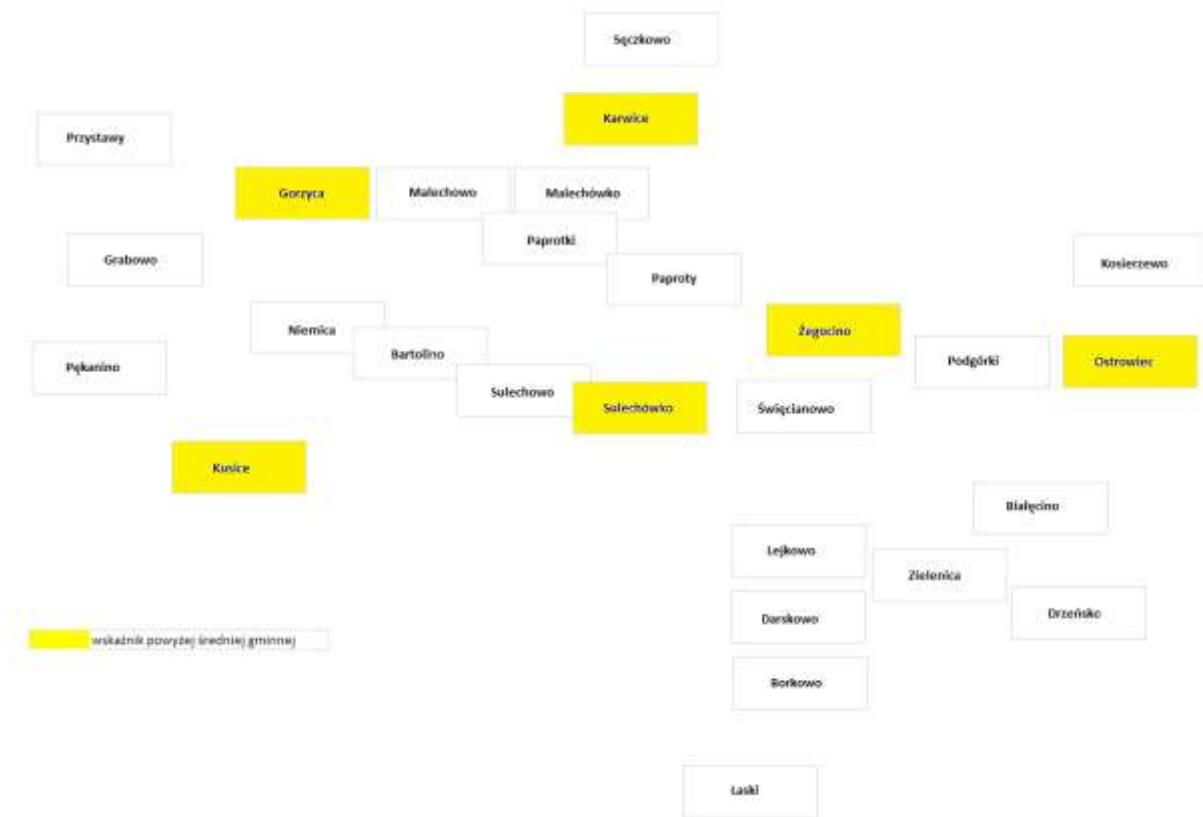 Sęczkowo
Karwice
Przystawy
Gorzyca
Malechowo
Malechówko
Paprotki
Grabowo
Paproty
Kosierzewo
Niemica
Żegocino
Bartolino
Podgórki
Ostrowiec
Pękanino
Sulechowo
Sulechówko
Święcianowo
Kusice
Białęcino
Lejkowo
Zielenica
Darskowo
Drzeńsko
wskaźnik powyżej średniej gminnej
Borkowo
Laski